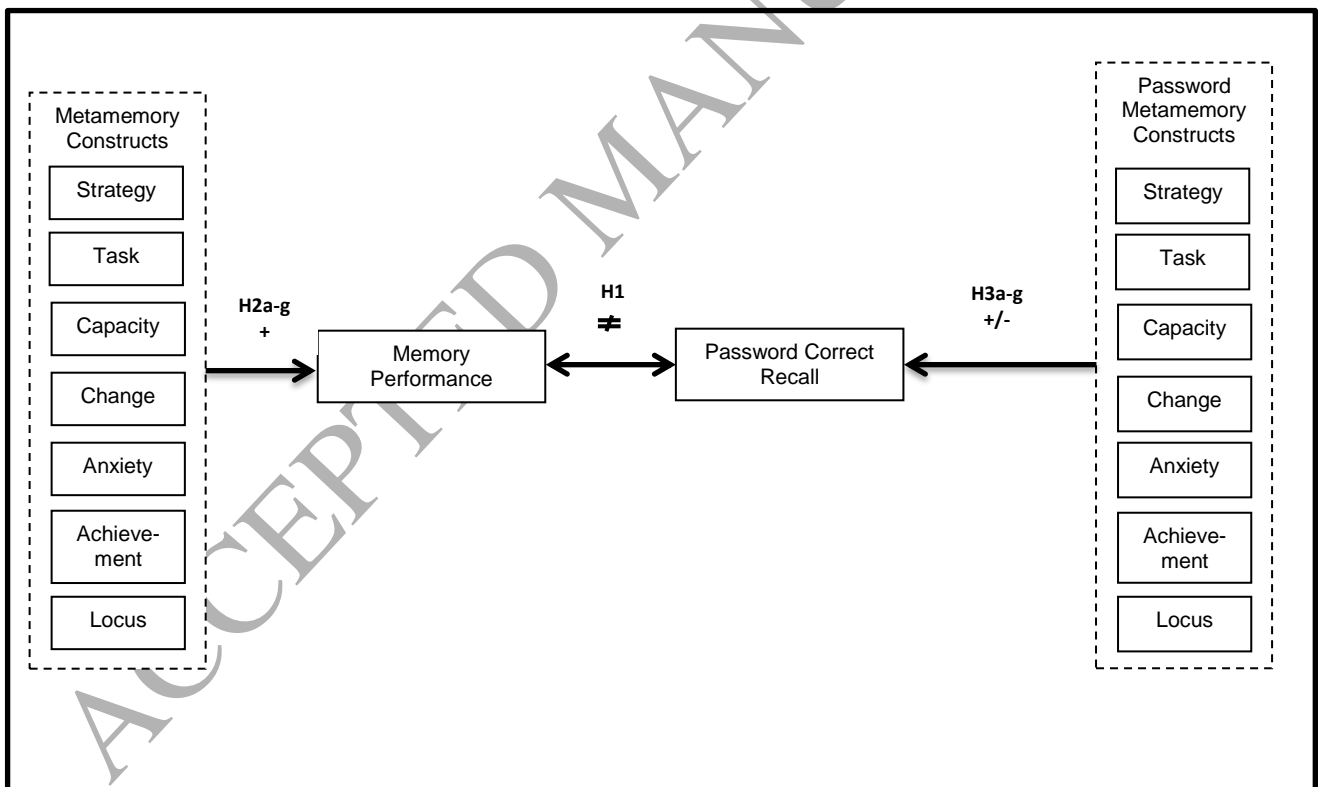 Metamemory
Constructs
Strategy
Task
Capacity
Change
Anxiety
Achieve-
ment
Locus
H2a-g
+
Memory
Performance
H1
≠
Password Correct
Recall
H3a-g
+/-
Password
Metamemory
Constructs
Strategy
Task
Capacity
Change
Anxiety
Achieve-
ment
Locus
ACCEPTED MANU